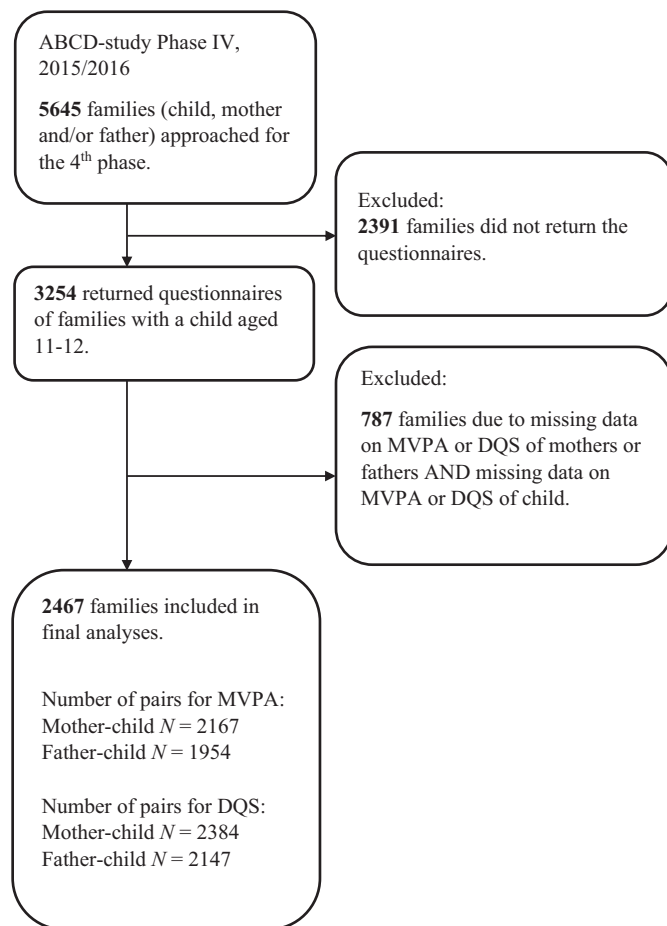 ABCD-study Phase IV,
2015/2016
5645 families (child, mother
and/or father) approached for
the 4th phase.
Excluded:
2391 families did not return the
questionnaires.
3254 returned questionnaires
of families with a child aged
11-12.
Excluded:
787 families due to missing data
on MVPA or DQS of mothers or
fathers AND missing data on
MVPA or DQS of child.
2467 families included in
final analyses.
Number of pairs for MVPA:
Mother-child N = 2167
Father-child N = 1954
Number of pairs for DQS:
Mother-child N = 2384
Father-child N = 2147